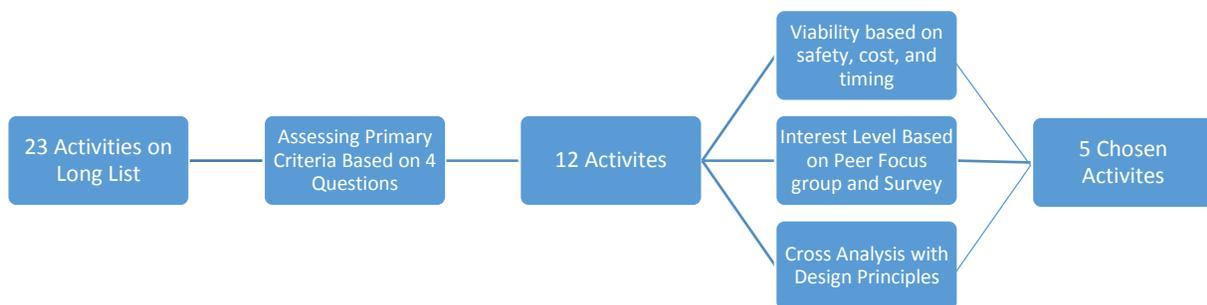 23 Activities on
Long List
Assessing Primary
Criteria Based on 4
Questions
12 Activites
Viability based on
safety, cost, and
timing
Interest Level Based
on Peer Focus
group and Survey
Cross Analysis with
Design Principles
5 Chosen
Activites